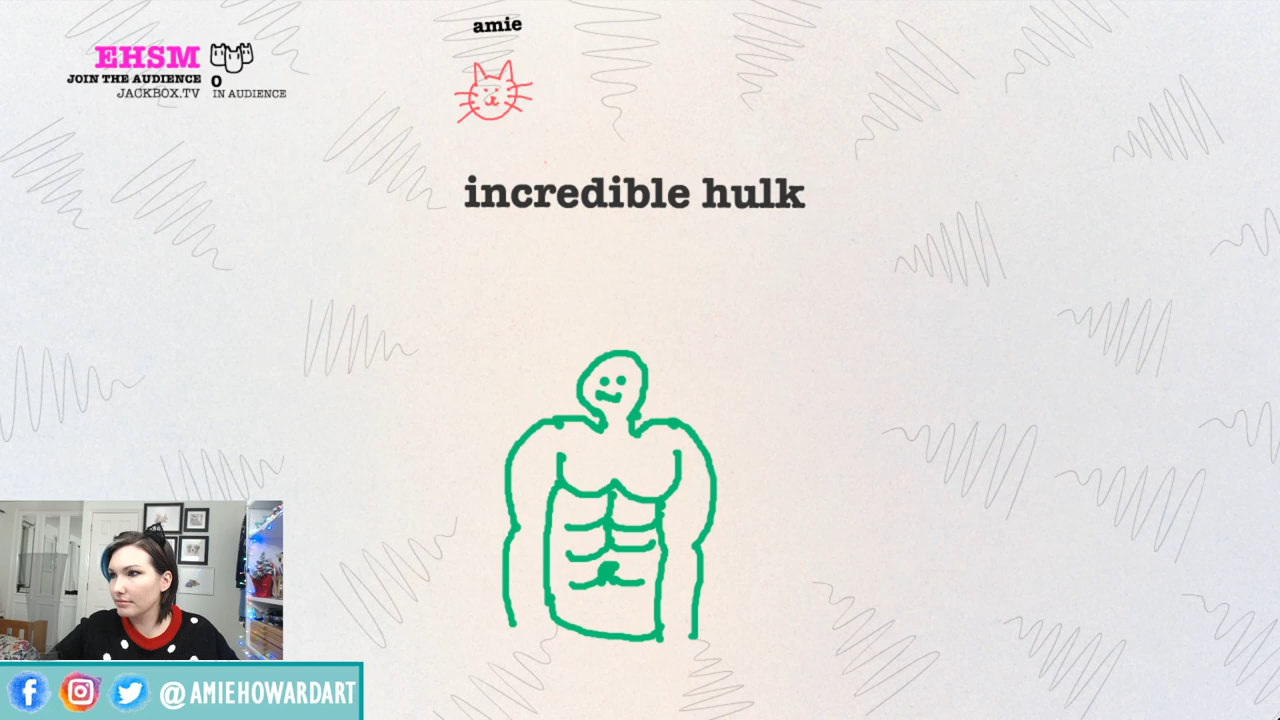 amie
EHSM
JOIN THE AUDIENCE
JACKBOX.TV
0
IN AUDIENCE
incredible hulk
@AMIEHOWARDART